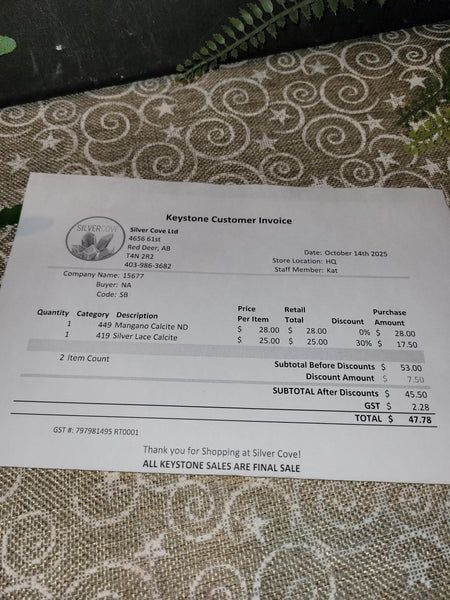 Keystone Customer Invoice
SILVERCOVE
Silver Cove Ltd
4656 61st
Red Deer, AB
T4N 2R2
403-986-3682
Date: October 14th 2025
Store Location: HQ
Staff Member: Kat
Company Name: 15677
Buyer: NA
Code: SB
Quantity Category Description Price Per Item Retail Total Discount Purchase Amount
1 449 Mangano Calcite ND $ 28.00 $ 28.00 0% $ 28.00
1 419 Silver Lace Calcite $ 25.00 $ 25.00 30% $ 17.50
2 Item Count
Subtotal Before Discounts $ 53.00
Discount Amount $ 7.50
SUBTOTAL After Discounts $ 45.50
GST $ 2.28
TOTAL $ 47.78
GST #: 797981495 RT0001
Thank you for Shopping at Silver Cove!
ALL KEYSTONE SALES ARE FINAL SALE